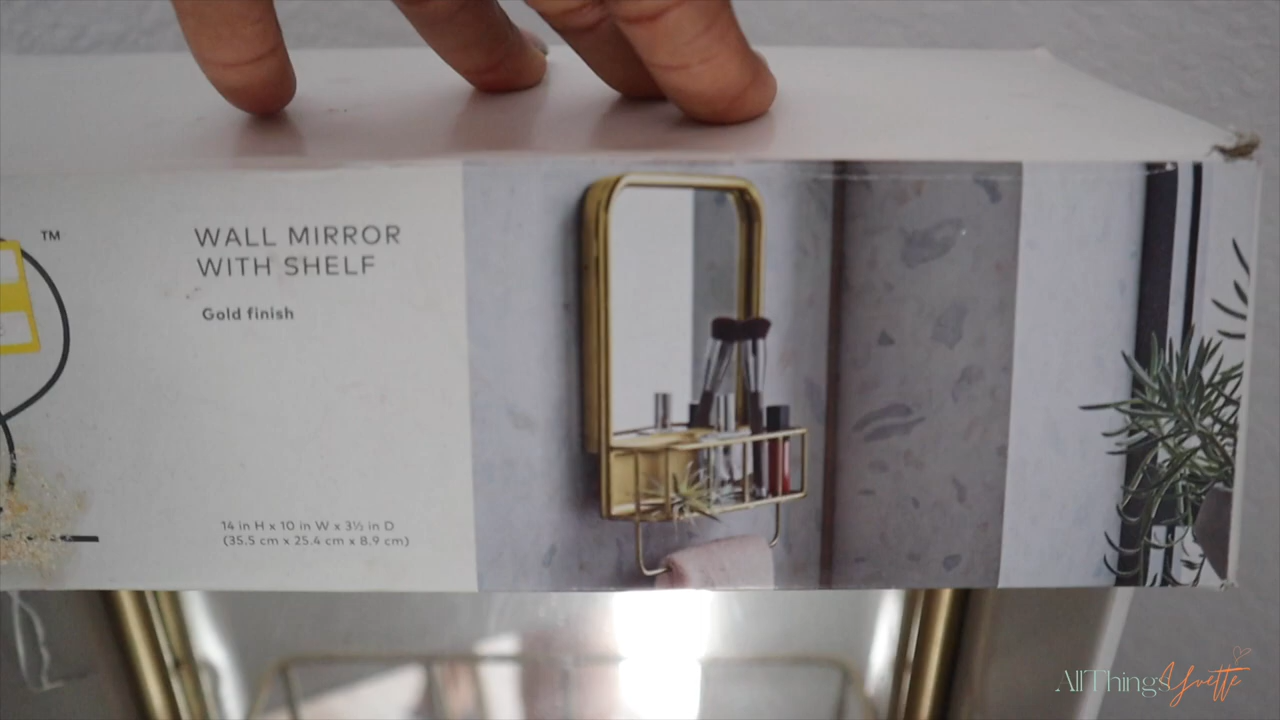 TM
WALL MIRROR
WITH SHELF
Gold finish
14 in H x 10 in W x 3½ in D
(35.5 cm x 25.4 cm x 8.9 cm)
AllThingsYvette